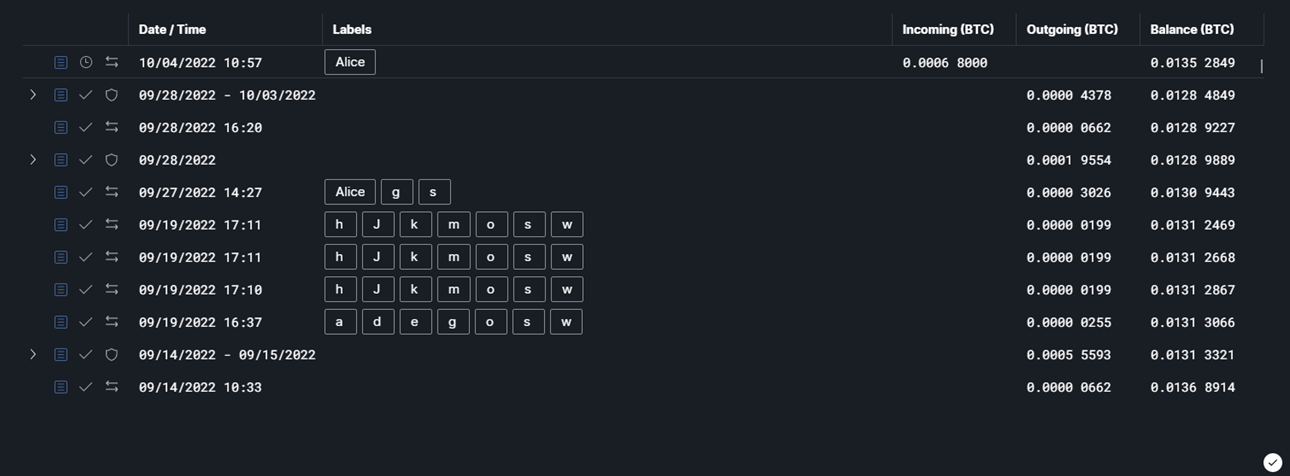 Date / Time Labels Incoming (BTC) Outgoing (BTC) Balance (BTC)
10/04/2022 10:57 Alice 0.0006 8000 0.0135 2849
09/28/2022 - 10/03/2022 0.0000 4378 0.0128 4849
09/28/2022 16:20 0.0000 0662 0.0128 9227
09/28/2022 0.0001 9554 0.0128 9889
09/27/2022 14:27 Alice g s 0.0000 3026 0.0130 9443
09/19/2022 17:11 h J k m o s w 0.0000 0199 0.0131 2469
09/19/2022 17:11 h J k m o s w 0.0000 0199 0.0131 2668
09/19/2022 17:10 h J k m o s w 0.0000 0199 0.0131 2867
09/19/2022 16:37 a d e g o s w 0.0000 0255 0.0131 3066
09/14/2022 - 09/15/2022 0.0005 5593 0.0131 3321
09/14/2022 10:33 0.0000 0662 0.0136 8914